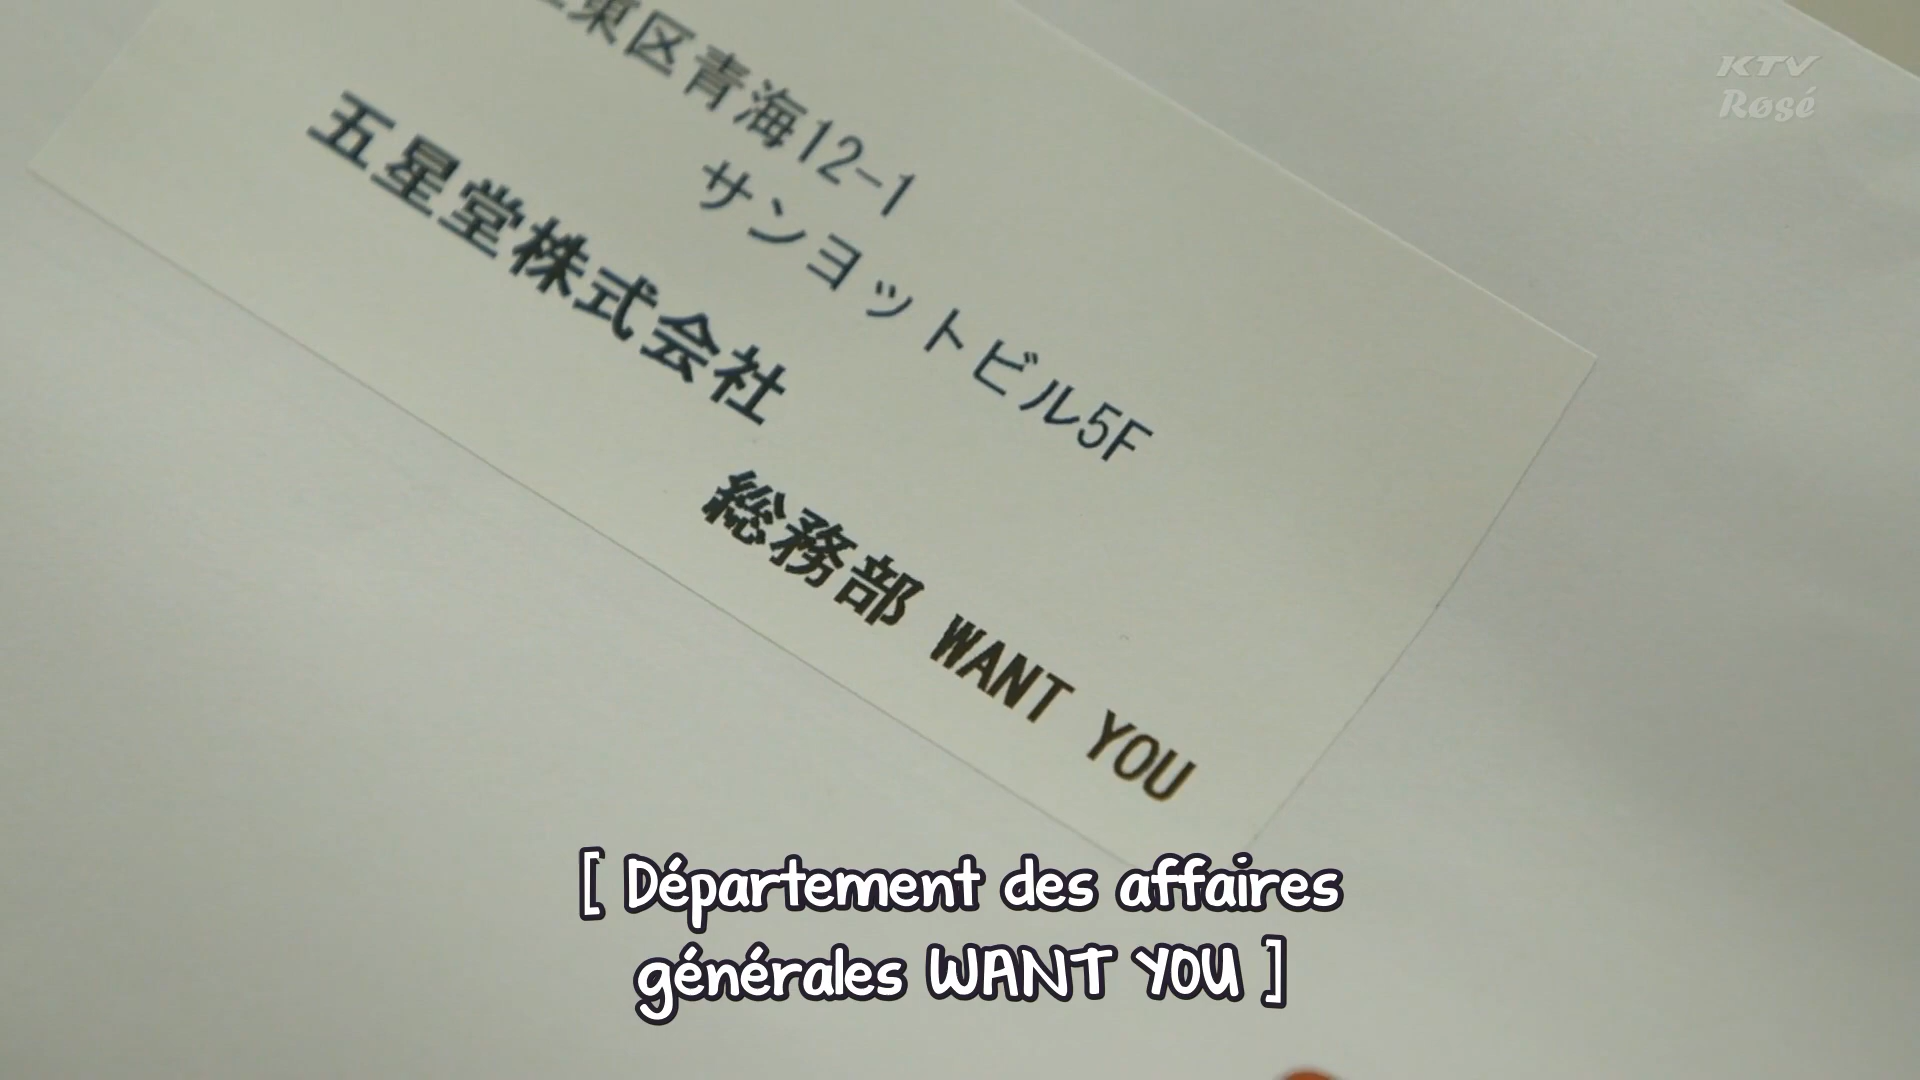 KTV
Røsé
東区青海12-1
サンヨットビル5F
五星堂株式会社
総務部 WANT YOU
[ Département des affaires
générales WANT YOU ]